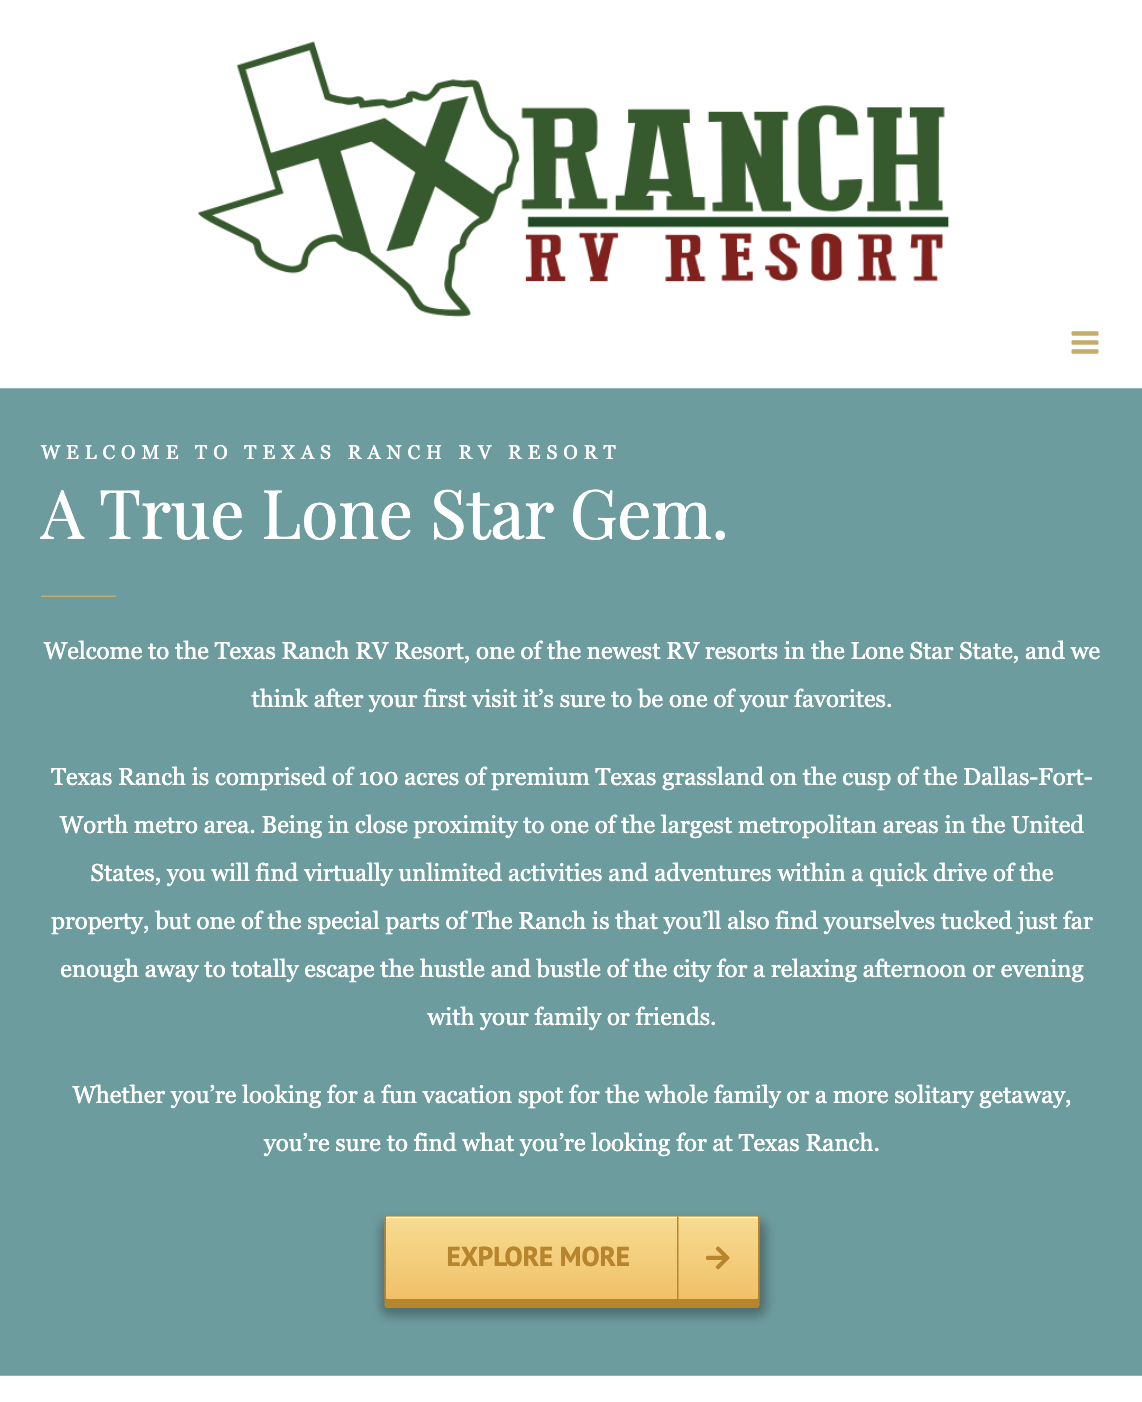 TX RANCH
RV RESORT
WELCOME TO TEXAS RANCH RV RESORT
A True Lone Star Gem.
Welcome to the Texas Ranch RV Resort, one of the newest RV resorts in the Lone Star State, and we
think after your first visit it’s sure to be one of your favorites.
Texas Ranch is comprised of 100 acres of premium Texas grassland on the cusp of the Dallas-Fort-
Worth metro area. Being in close proximity to one of the largest metropolitan areas in the United
States, you will find virtually unlimited activities and adventures within a quick drive of the
property, but one of the special parts of The Ranch is that you’ll also find yourselves tucked just far
enough away to totally escape the hustle and bustle of the city for a relaxing afternoon or evening
with your family or friends.
Whether you’re looking for a fun vacation spot for the whole family or a more solitary getaway,
you’re sure to find what you’re looking for at Texas Ranch.
EXPLORE MORE